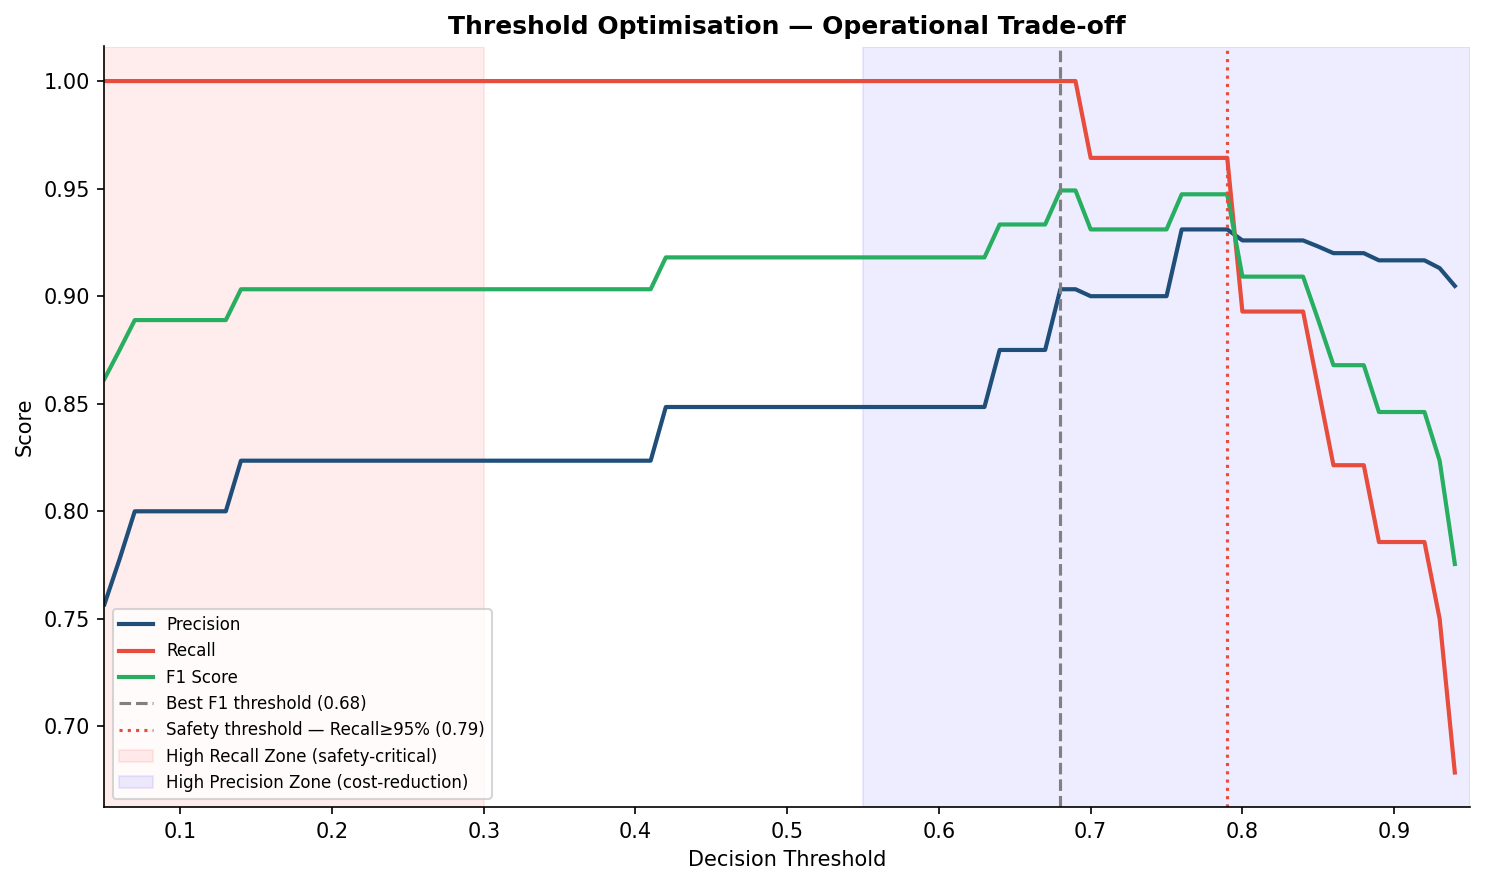 Threshold Optimisation — Operational Trade-off
Score
1.00
0.95
0.90
0.85
0.80
0.75
0.70
Precision
Recall
F1 Score
Best F1 threshold (0.68)
Safety threshold — Recall≥95% (0.79)
High Recall Zone (safety-critical)
High Precision Zone (cost-reduction)
0.1 0.2 0.3 0.4 0.5 0.6 0.7 0.8 0.9
Decision Threshold